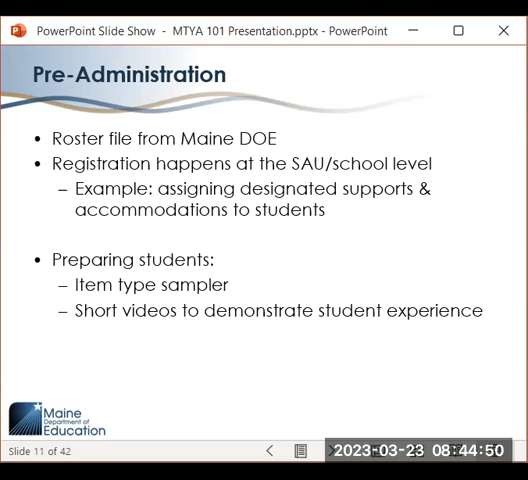 PowerPoint Slide Show - MTYA 101 Presentation.pptx - PowerPoint
Pre-Administration
• Roster file from Maine DOE
• Registration happens at the SAU/school level
– Example: assigning designated supports &
accommodations to students
• Preparing students:
– Item type sampler
– Short videos to demonstrate student experience
Maine
Department of
Education
Slide 11 of 42
2023-03-23 08:44:50